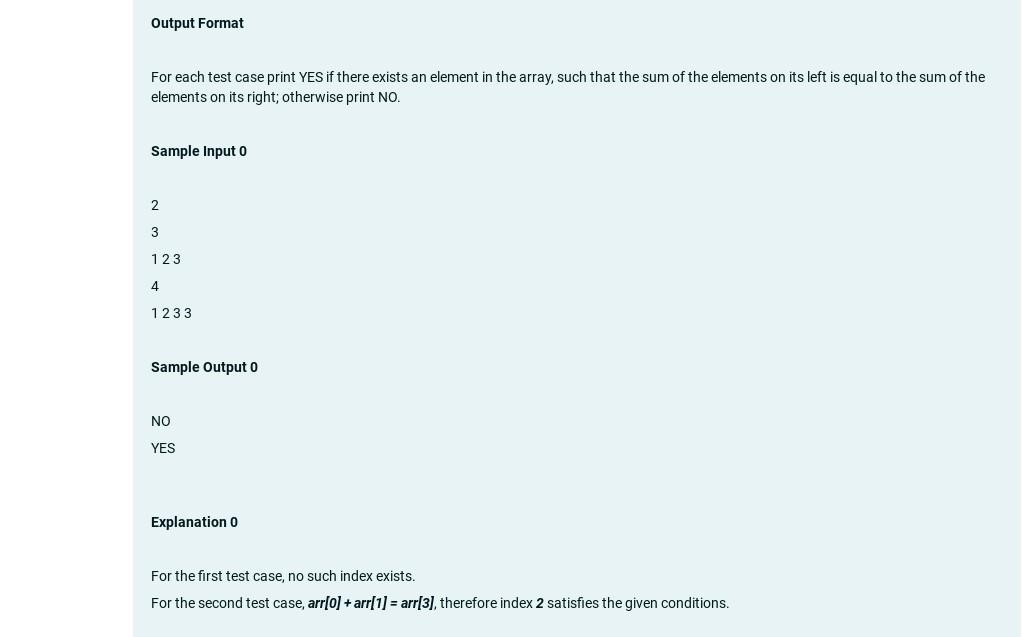 Output Format
For each test case print YES if there exists an element in the array, such that the sum of the elements on its left is equal to the sum of the
elements on its right; otherwise print NO.
Sample Input 0
2
3
1 2 3
4
1 2 3 3
Sample Output 0
NO
YES
Explanation 0
For the first test case, no such index exists.
For the second test case, arr[0] + arr[1] = arr[3], therefore index 2 satisfies the given conditions.